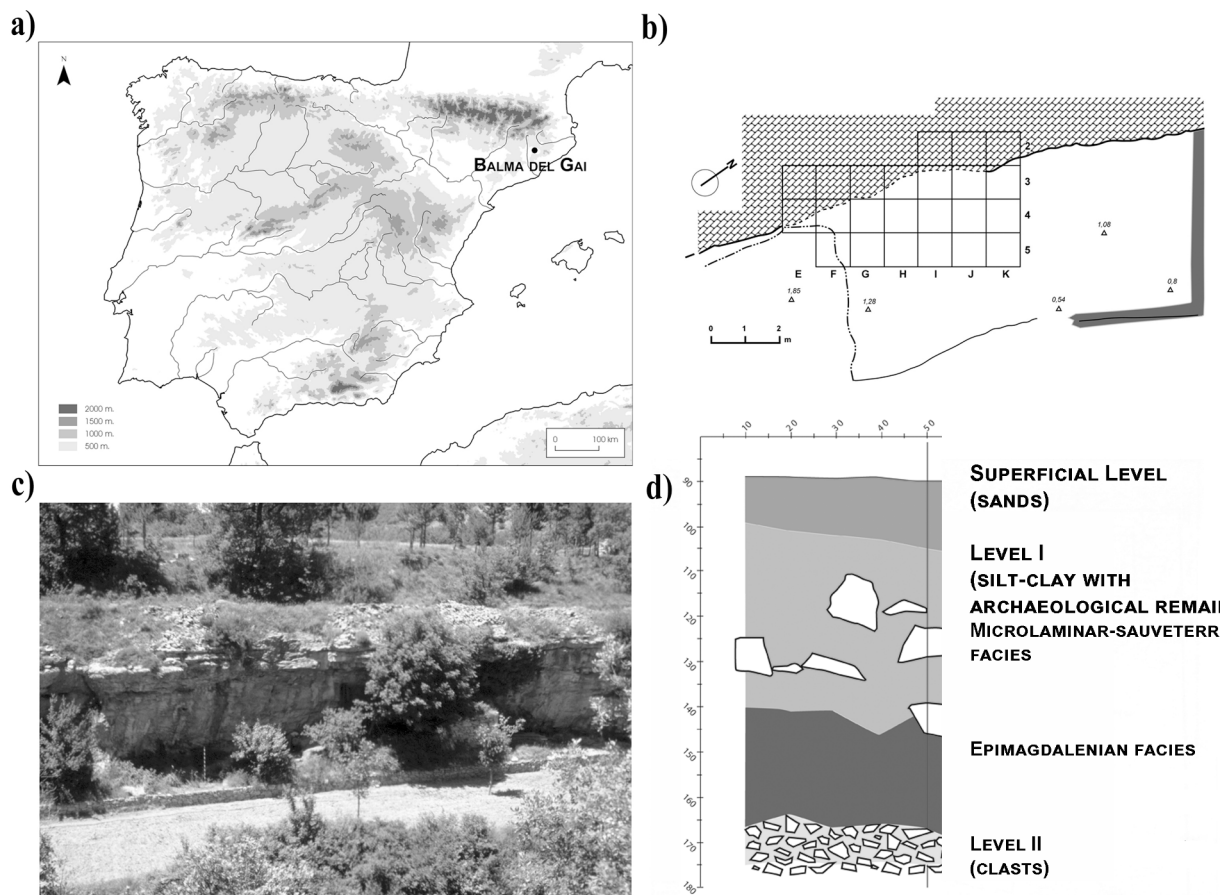 a)
N
BALMA DEL GAI
2000 m.
1500 m.
1000 m.
500 m.
0 100 km
b)
N
2
3
4
5
E F G H I J K
1,08
1,85
1,28
0,54
0,8
0 1 2
m
c)
d)
10 20 30 40 50
90
100
110
120
130
140
150
160
170
180
SUPERFICIAL LEVEL
(SANDS)
LEVEL I
(SILT-CLAY WITH
ARCHAEOLOGICAL REMAI
MICROLAMINAR-SAUVETERR
FACIES
EPIMAGDALENIAN FACIES
LEVEL II
(CLASTS)